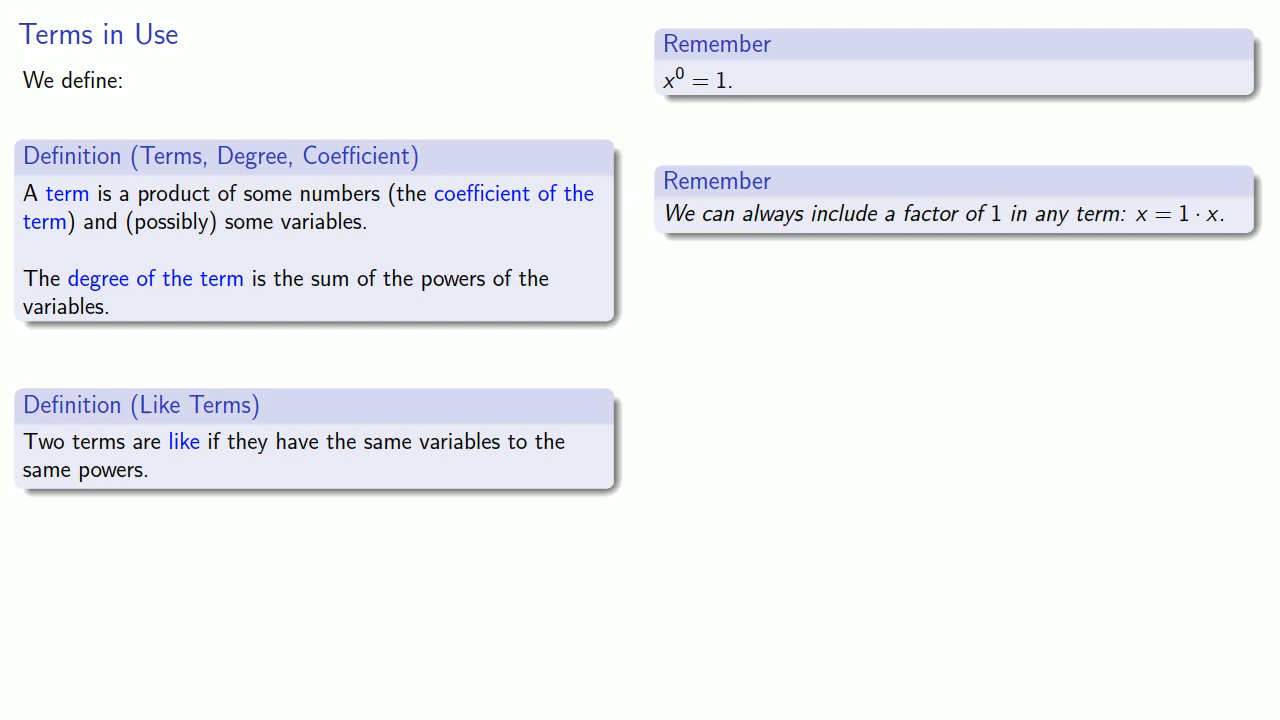 Terms in Use
We define:
Definition (Terms, Degree, Coefficient)
A term is a product of some numbers (the coefficient of the
term) and (possibly) some variables.
The degree of the term is the sum of the powers of the
variables.
Definition (Like Terms)
Two terms are like if they have the same variables to the
same powers.
Remember
x⁰ = 1.
Remember
We can always include a factor of 1 in any term: x = 1 · x.